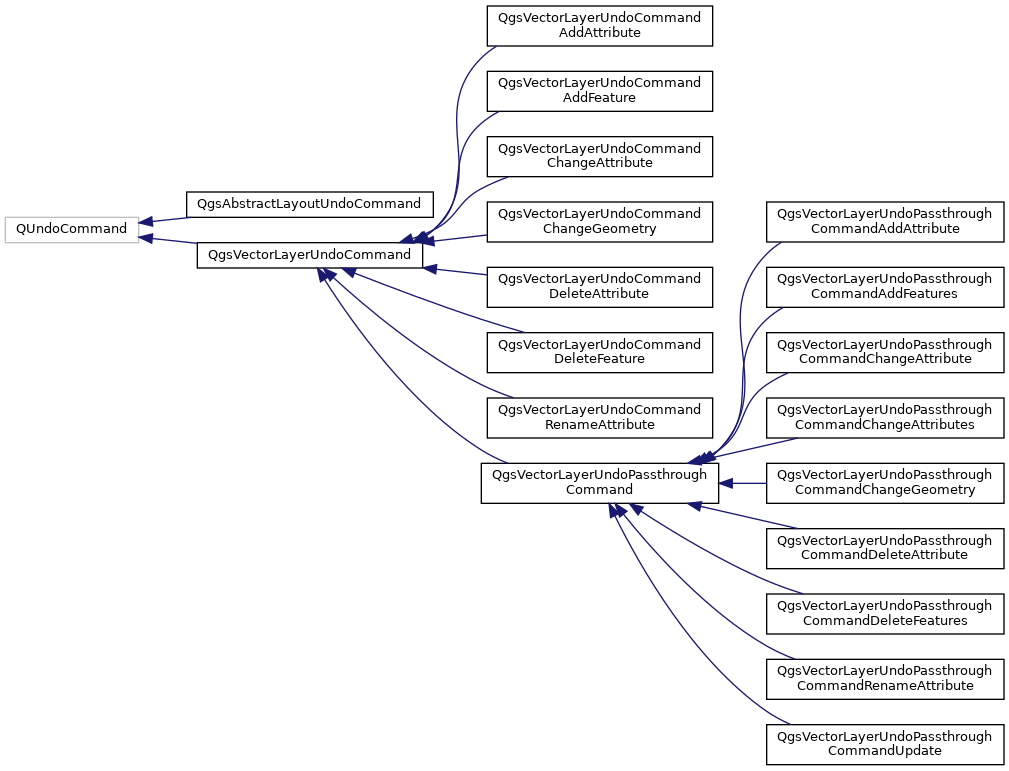 QUndoCommand
QgsAbstractLayoutUndoCommand
QgsVectorLayerUndoCommand
QgsVectorLayerUndoCommand
AddAttribute
QgsVectorLayerUndoCommand
AddFeature
QgsVectorLayerUndoCommand
ChangeAttribute
QgsVectorLayerUndoCommand
ChangeGeometry
QgsVectorLayerUndoCommand
DeleteAttribute
QgsVectorLayerUndoCommand
DeleteFeature
QgsVectorLayerUndoCommand
RenameAttribute
QgsVectorLayerUndoPassthrough
Command
QgsVectorLayerUndoPassthrough
CommandAddAttribute
QgsVectorLayerUndoPassthrough
CommandAddFeatures
QgsVectorLayerUndoPassthrough
CommandChangeAttribute
QgsVectorLayerUndoPassthrough
CommandChangeAttributes
QgsVectorLayerUndoPassthrough
CommandChangeGeometry
QgsVectorLayerUndoPassthrough
CommandDeleteAttribute
QgsVectorLayerUndoPassthrough
CommandDeleteFeatures
QgsVectorLayerUndoPassthrough
CommandRenameAttribute
QgsVectorLayerUndoPassthrough
CommandUpdate